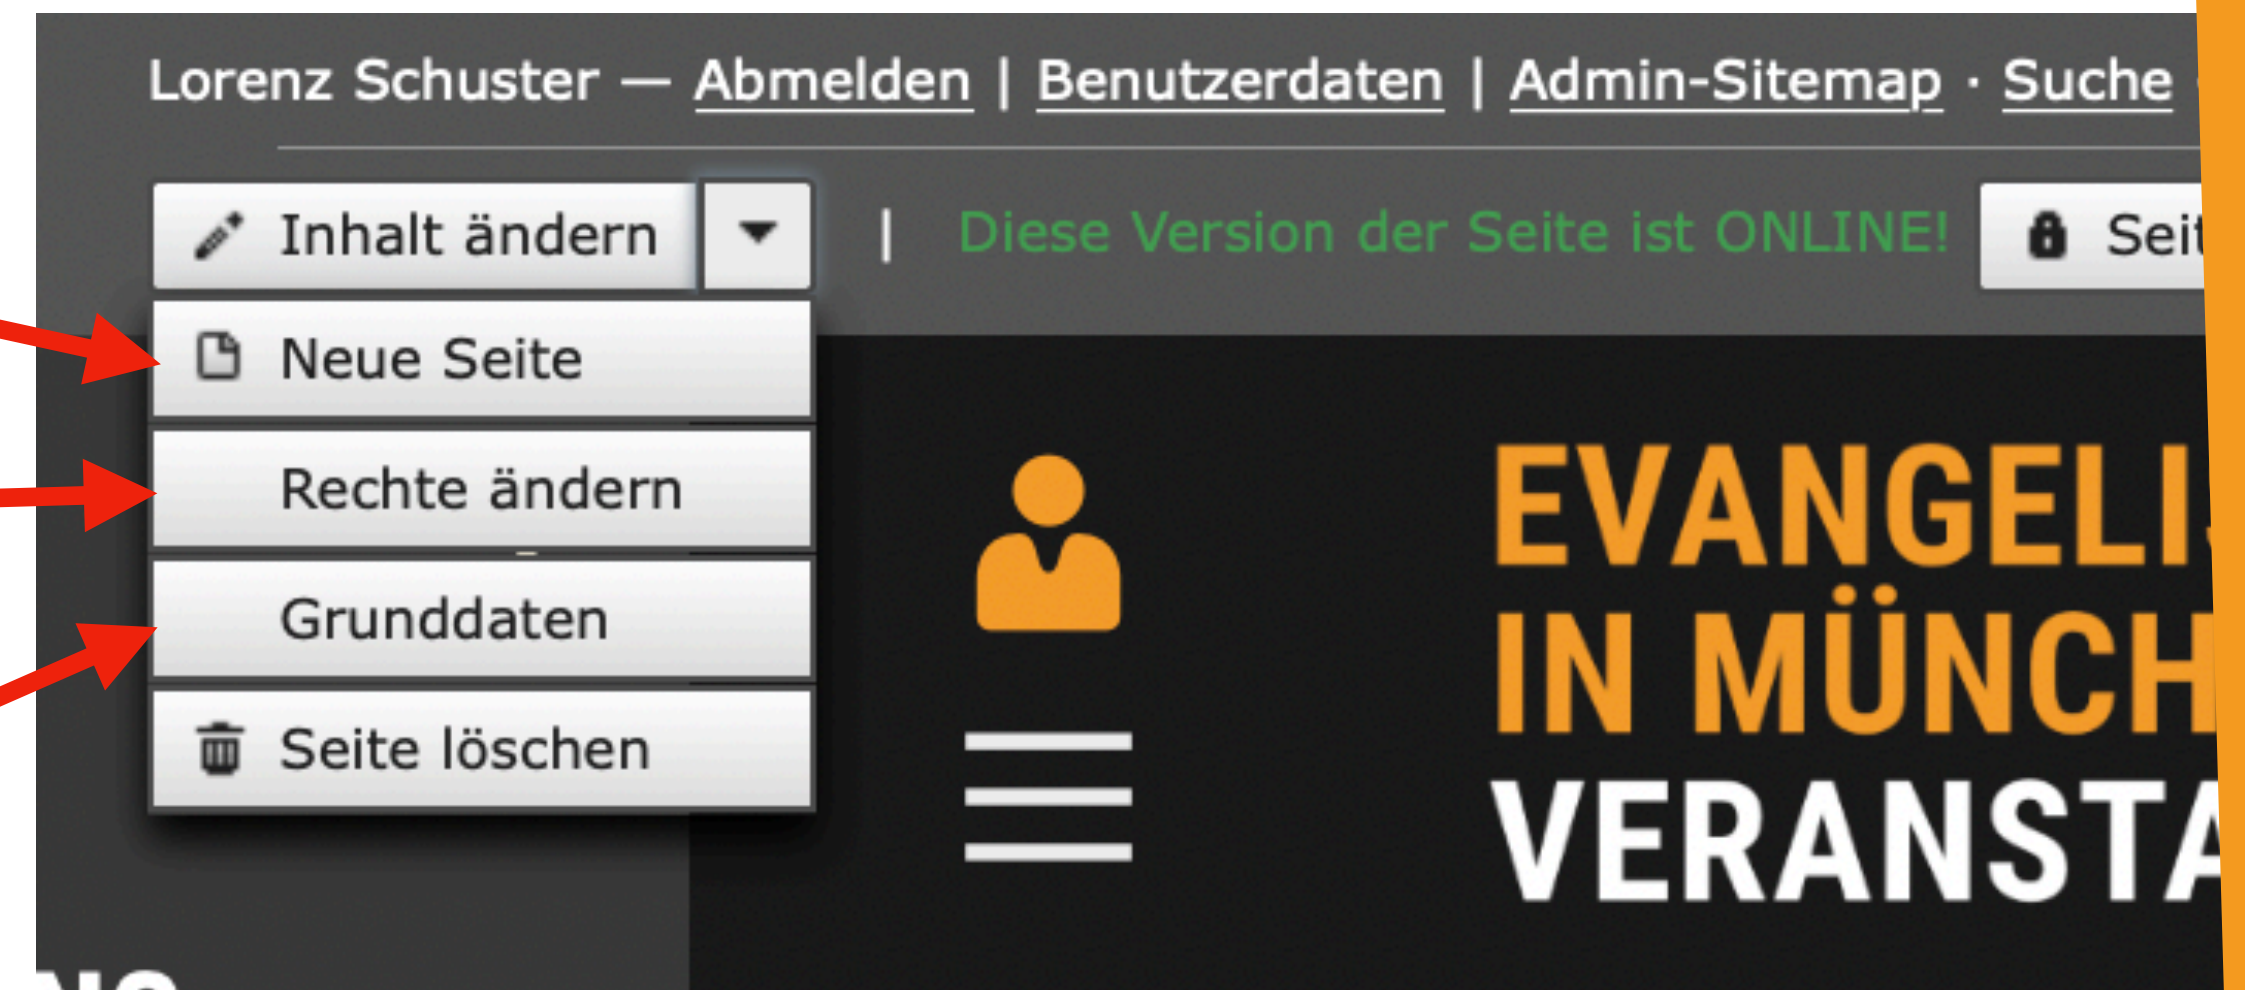 Lorenz Schuster — Abmelden | Benutzerdaten | Admin-Sitemap · Suche
Inhalt ändern | Diese Version der Seite ist ONLINE! Seit
Neue Seite
Rechte ändern
Grunddaten
Seite löschen
EVANGELI
IN MÜNCH
VERANSTA